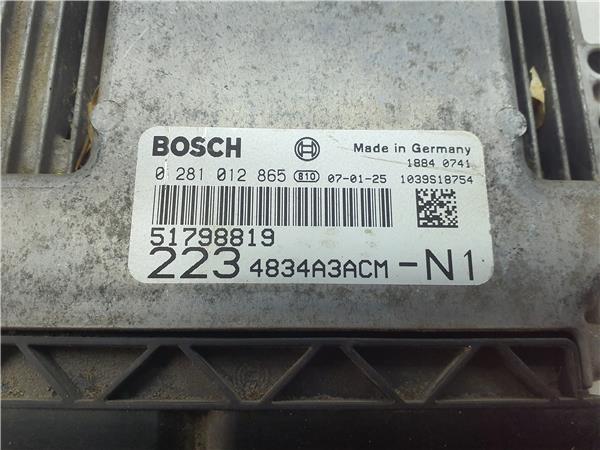 BOSCH
Made in Germany
1884 0741
0 281 012 865 810 07-01-25 1039S18754
51798819
223 4834A3ACM -N1